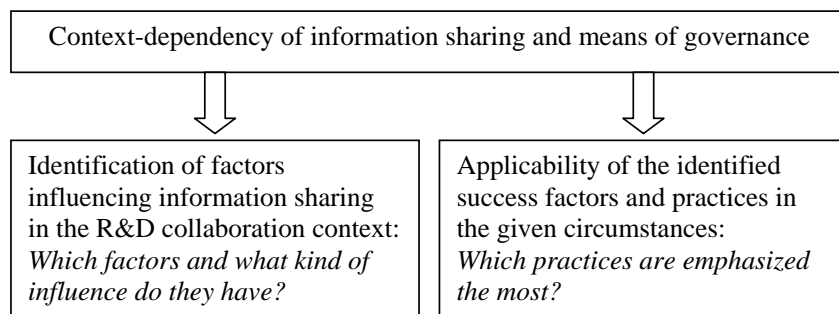 Context-dependency of information sharing and means of governance
Identification of factors
influencing information sharing
in the R&D collaboration context:
Which factors and what kind of
influence do they have?
Applicability of the identified
success factors and practices in
the given circumstances:
Which practices are emphasized
the most?